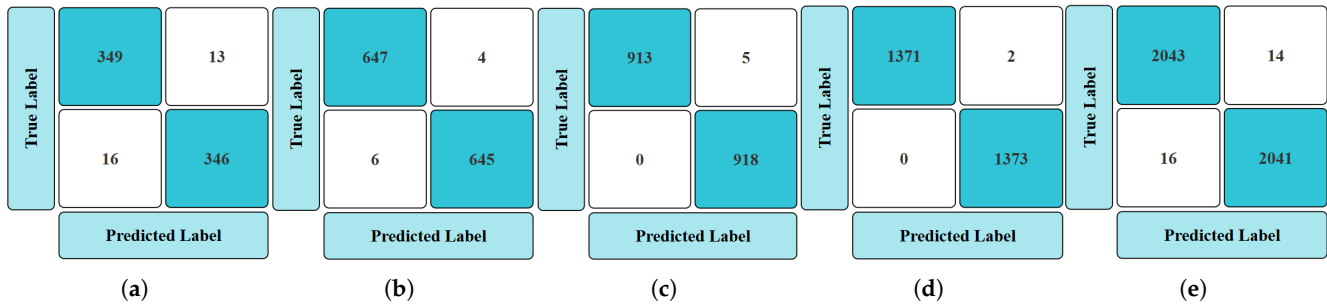 True Label
349 13
16 346
Predicted Label
(a)
True Label
647 4
6 645
Predicted Label
(b)
True Label
913 5
0 918
Predicted Label
(c)
True Label
1371 2
0 1373
Predicted Label
(d)
True Label
2043 14
16 2041
Predicted Label
(e)